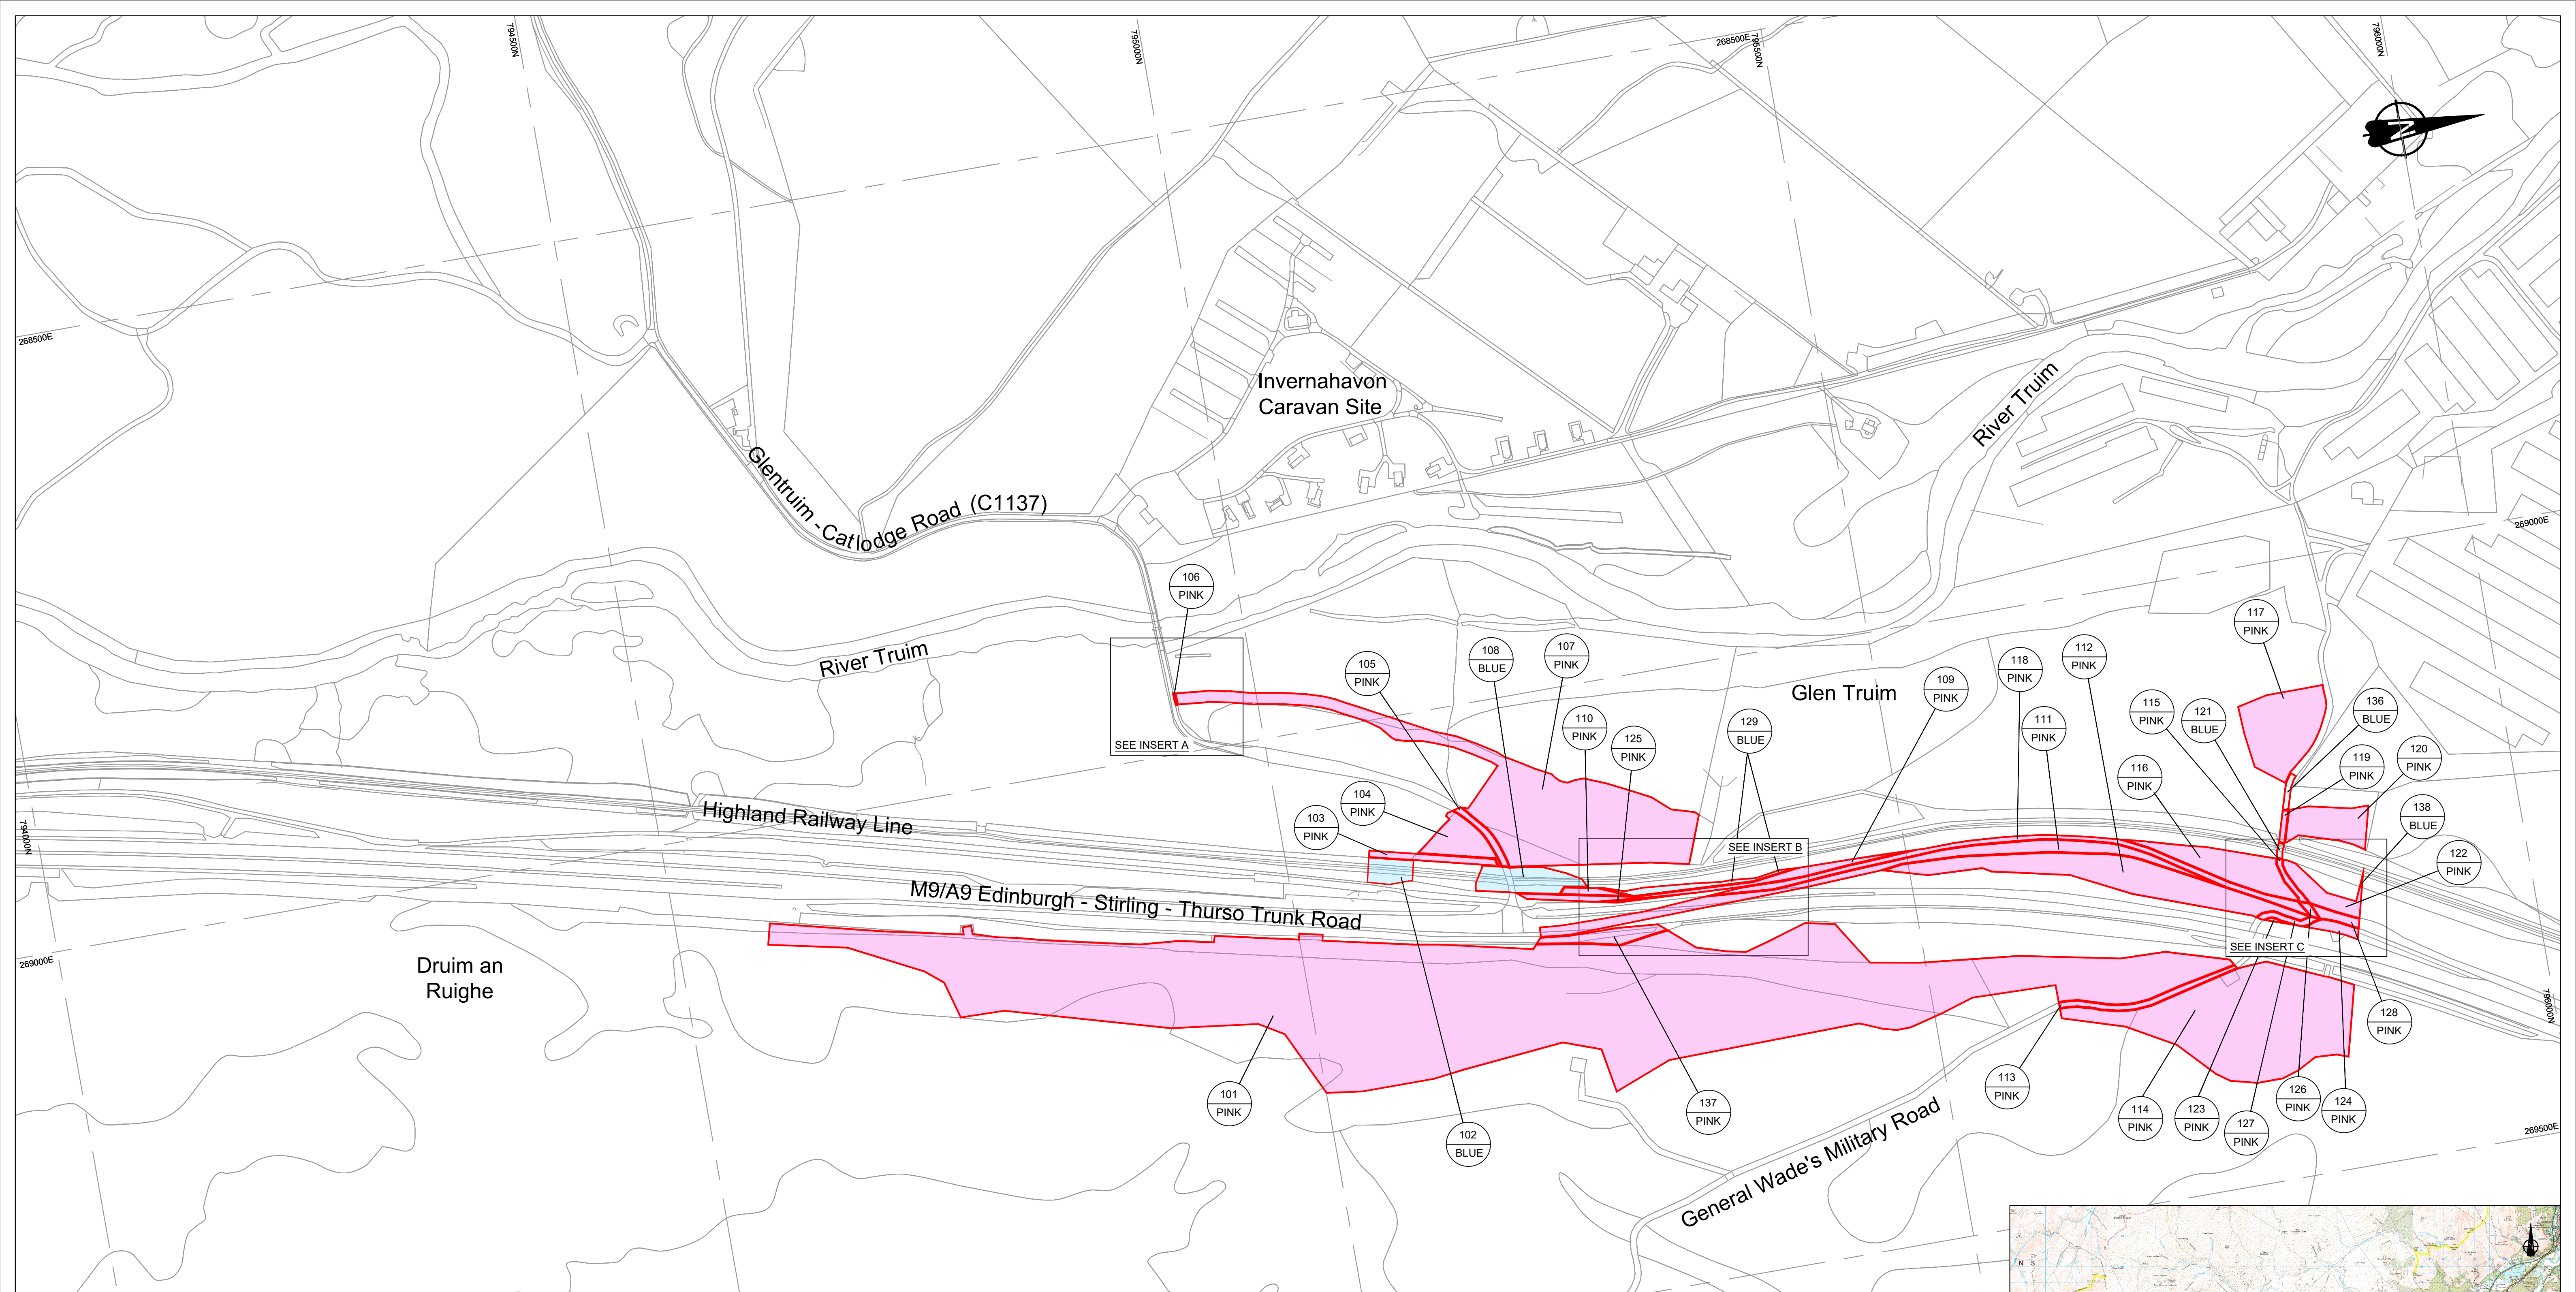 794500N
795000N
268500E
795500N
796000N
N
268500E
Invernahavon
Caravan Site
River Truim
Glentruim -Catlodge Road (C1137)
269000E
106
PINK
117
PINK
River Truim
105
PINK
108
BLUE
107
PINK
Glen Truim
109
PINK
118
PINK
112
PINK
110
PINK
125
PINK
129
BLUE
111
PINK
115
PINK
121
BLUE
136
BLUE
SEE INSERT A
116
PINK
119
PINK
120
PINK
104
PINK
103
PINK
Highland Railway Line
794000N
SEE INSERT B
138
BLUE
122
PINK
M9/A9 Edinburgh - Stirling - Thurso Trunk Road
SEE INSERT C
269000E
Druim an
Ruighe
796000N
128
PINK
101
PINK
102
BLUE
137
PINK
113
PINK
114
PINK
123
PINK
127
PINK
126
PINK
124
PINK
General Wade's Military Road
269500E
N S